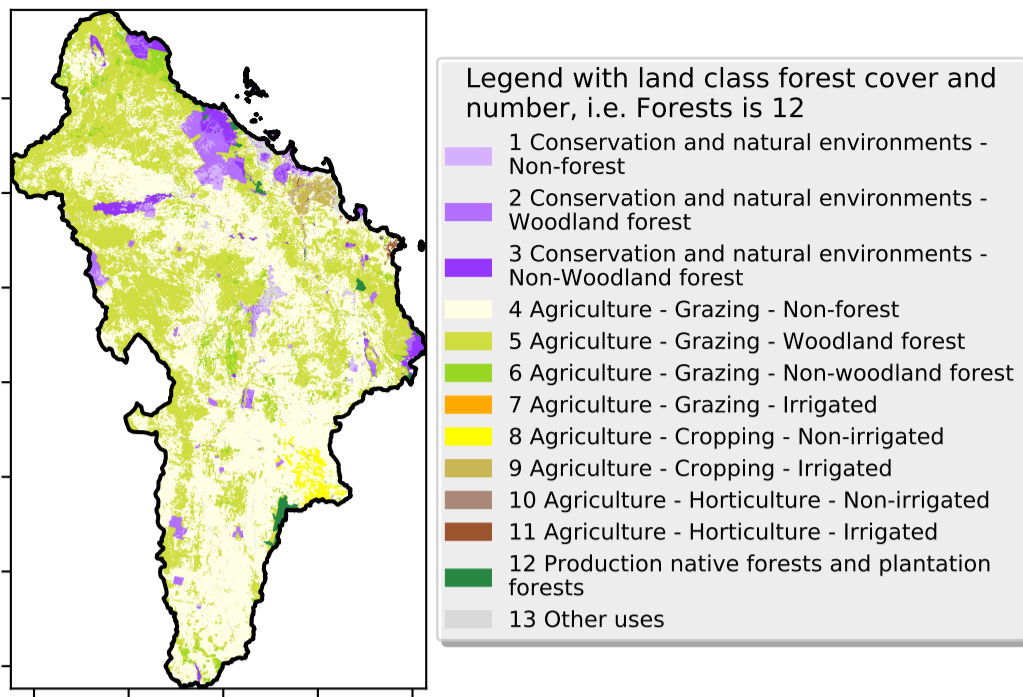 Legend with land class forest cover and
number, i.e. Forests is 12
1 Conservation and natural environments -
Non-forest
2 Conservation and natural environments -
Woodland forest
3 Conservation and natural environments -
Non-Woodland forest
4 Agriculture - Grazing - Non-forest
5 Agriculture - Grazing - Woodland forest
6 Agriculture - Grazing - Non-woodland forest
7 Agriculture - Grazing - Irrigated
8 Agriculture - Cropping - Non-irrigated
9 Agriculture - Cropping - Irrigated
10 Agriculture - Horticulture - Non-irrigated
11 Agriculture - Horticulture - Irrigated
12 Production native forests and plantation
forests
13 Other uses